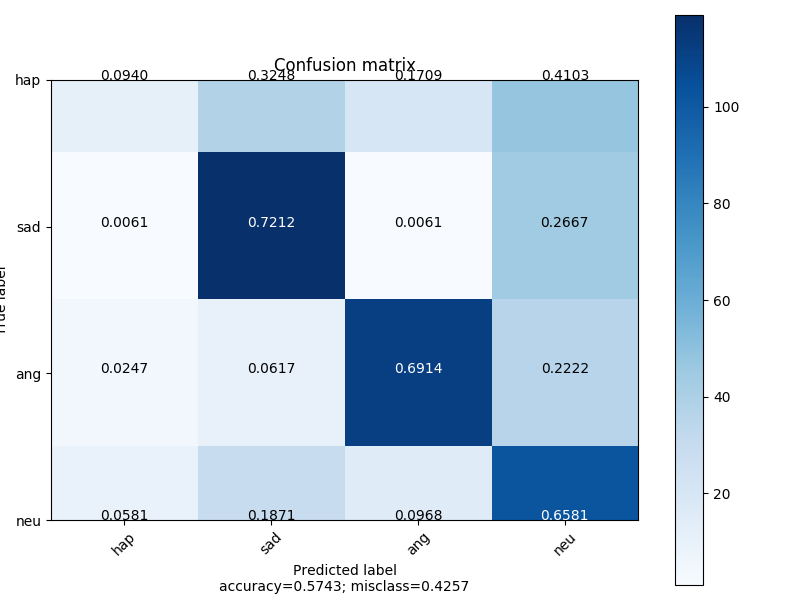 Confusion matrix
hap 0.0940 0.3248 0.1709 0.4103
sad 0.0061 0.7212 0.0061 0.2667
ang 0.0247 0.0617 0.6914 0.2222
neu 0.0581 0.1871 0.0968 0.6581
hap sad ang neu
Predicted label
accuracy=0.5743; misclass=0.4257
True label
100
80
60
40
20